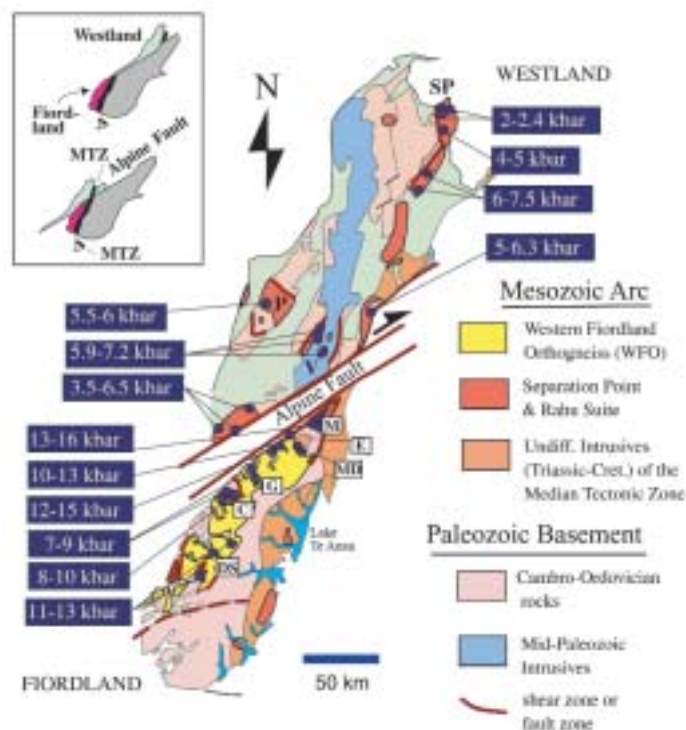 Westland
Fiord-
land
MTZ
Alpine Fault
MTZ
N
WESTLAND
SP
2-2.4 kbar
4-5 kbar
6-7.5 kbar
5-6.3 kbar
5.5-6 kbar
5.9-7.2 kbar
3.5-6.5 kbar
Alpine Fault
13-16 kbar
10-13 kbar
12-15 kbar
7-9 kbar
8-10 kbar
11-13 kbar
M
E
MD
G
C
DS
Lake
Te Anau
FIORDLAND
50 km
Mesozoic Arc
Western Fiordland
Orthogneiss (WFO)
Separation Point
& Rahu Suite
Undiff. Intrusives
(Triassic-Cret.) of the
Median Tectonic Zone
Paleozoic Basement
Cambro-Ordovician
rocks
Mid-Paleozoic
Intrusives
shear zone or
fault zone